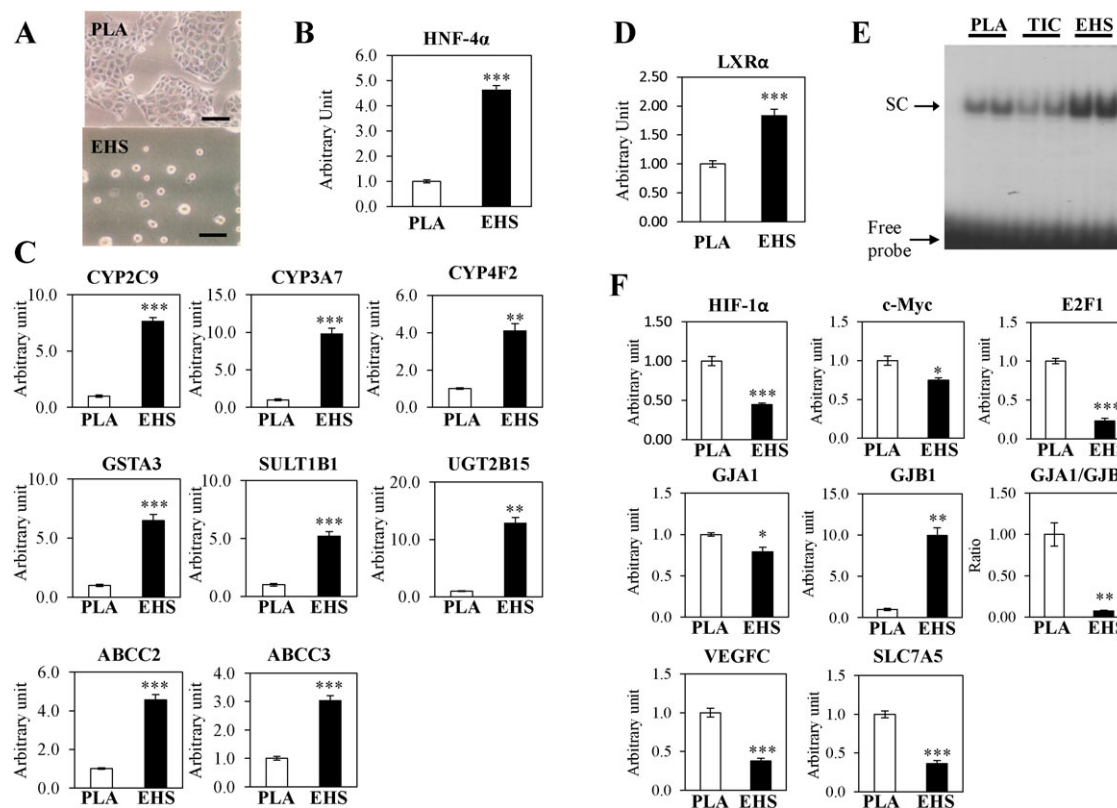 A
PLA
EHS
B
HNF-4α
Arbitrary Unit
6.0
5.0
4.0
3.0
2.0
1.0
0.0
***
PLA
EHS
C
CYP2C9
Arbitrary unit
10.0
5.0
0.0
***
PLA EHS
CYP3A7
Arbitrary unit
15.0
10.0
5.0
0.0
***
PLA EHS
CYP4F2
Arbitrary unit
6.0
4.0
2.0
0.0
**
PLA EHS
GSTA3
Arbitrary unit
10.0
5.0
0.0
***
PLA EHS
SULT1B1
Arbitrary unit
10.0
5.0
0.0
***
PLA EHS
UGT2B15
Arbitrary unit
20.0
10.0
0.0
**
PLA EHS
ABCC2
Arbitrary unit
6.0
4.0
2.0
0.0
***
PLA EHS
ABCC3
Arbitrary unit
4.0
3.0
2.0
1.0
0.0
***
PLA EHS
D
LXRα
Arbitrary Unit
2.50
2.00
1.50
1.00
0.50
0.00
***
PLA
EHS
E
PLA TIC EHS
SC
Free
probe
F
HIF-1α
Arbitrary unit
1.50
1.00
0.50
0.00
***
PLA EHS
c-Myc
Arbitrary unit
1.5
1.0
0.5
0.0
*
PLA EHS
E2F1
Arbitrary unit
1.5
1.0
0.5
0.0
***
PLA EHS
GJA1
Arbitrary unit
1.5
1.0
0.5
0.0
*
PLA EHS
GJB1
Arbitrary unit
15.0
10.0
5.0
0.0
**
PLA EHS
GJA1/GJB
Ratio
1.50
1.00
0.50
0.00
**
PLA EHS
VEGFC
Arbitrary unit
1.5
1.0
0.5
0.0
***
PLA EHS
SLC7A5
Arbitrary unit
1.5
1.0
0.5
0.0
***
PLA EHS